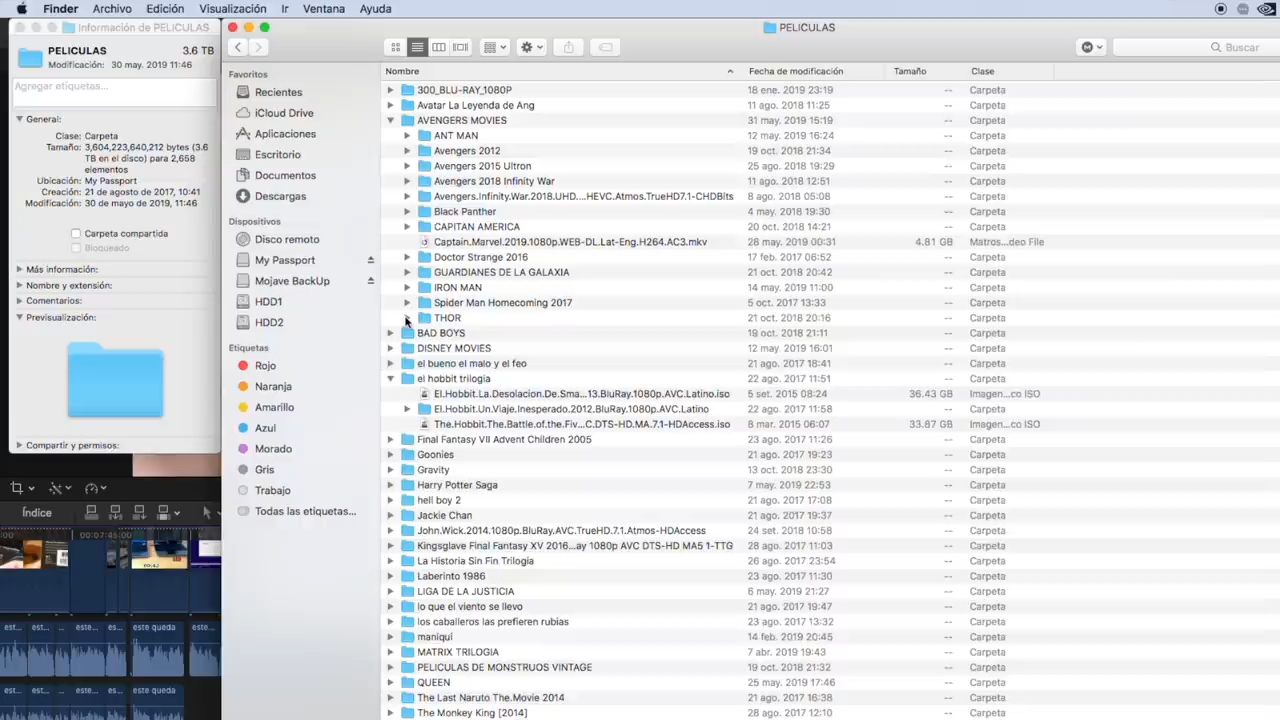 Finder Archivo Edición Visualización Ir Ventana Ayuda
Información de PELICULAS
PELICULAS 3.6 TB
Modificación: 30 may. 2019 11:46
Agregar etiquetas...
General:
Clase: Carpeta
Tamaño: 3,604,223,640,212 bytes (3.6
TB en el disco) para 2,658
elementos
Ubicación: My Passport
Creación: 21 de agosto de 2017, 10:41
Modificación: 30 de mayo de 2019, 11:46
Carpeta compartida
Bloqueado
Más información:
Nombre y extensión:
Comentarios:
Previsualización:
Compartir y permisos:
Índice
00:07:45:00
00:42
est... est... este... este... este queda este...
est... est... este... este... este queda
PELICULAS
M
Buscar
Favoritos
Recientes
iCloud Drive
Aplicaciones
Escritorio
Documentos
Descargas
Dispositivos
Disco remoto
My Passport
Mojave BackUp
HDD1
HDD2
Etiquetas
Rojo
Naranja
Amarillo
Azul
Morado
Gris
Trabajo
Todas las etiquetas...
Nombre Fecha de modificación Tamaño Clase
300_BLU-RAY_1080P 18 ene. 2019 23:19 -- Carpeta
Avatar La Leyenda de Ang 11 ago. 2018 11:25 -- Carpeta
AVENGERS MOVIES 31 may. 2019 15:19 -- Carpeta
ANT MAN 12 may. 2019 16:24 -- Carpeta
Avengers 2012 19 oct. 2018 21:34 -- Carpeta
Avengers 2015 Ultron 25 ago. 2018 19:29 -- Carpeta
Avengers 2018 Infinity War 11 ago. 2018 12:51 -- Carpeta
Avengers.Infinity.War.2018.UHD....HEVC.Atmos.TrueHD7.1-CHDBits 8 ago. 2018 05:08 -- Carpeta
Black Panther 4 may. 2018 19:30 -- Carpeta
CAPITAN AMERICA 20 oct. 2018 14:21 -- Carpeta
Captain.Marvel.2019.1080p.WEB-DL.Lat-Eng.H264.AC3.mkv 28 may. 2019 00:31 4.81 GB Matros...deo File
Doctor Strange 2016 17 feb. 2017 06:52 -- Carpeta
GUARDIANES DE LA GALAXIA 21 oct. 2018 20:42 -- Carpeta
IRON MAN 14 may. 2019 11:00 -- Carpeta
Spider Man Homecoming 2017 5 oct. 2017 13:33 -- Carpeta
THOR 21 oct. 2018 20:16 -- Carpeta
BAD BOYS 19 oct. 2018 21:11 -- Carpeta
DISNEY MOVIES 12 may. 2019 16:01 -- Carpeta
el bueno el malo y el feo 21 ago. 2017 18:41 -- Carpeta
el hobbit trilogia 22 ago. 2017 11:51 -- Carpeta
El.Hobbit.La.Desolacion.De.Sma...13.BluRay.1080p.AVC.Latino.iso 5 set. 2015 08:24 36.43 GB Imagen...co ISO
El.Hobbit.Un.Viaje.Inesperado.2012.BluRay.1080p.AVC.Latino 22 ago. 2017 11:58 -- Carpeta
The.Hobbit.The.Battle.of.the.Fiv...C.DTS-HD.MA.7.1-HDAccess.iso 8 mar. 2015 06:07 33.87 GB Imagen...co ISO
Final Fantasy VII Advent Children 2005 22 ago. 2017 11:26 -- Carpeta
Goonies 21 ago. 2017 19:23 -- Carpeta
Gravity 13 oct. 2018 23:30 -- Carpeta
Harry Potter Saga 7 may. 2019 22:53 -- Carpeta
hell boy 2 21 ago. 2017 17:08 -- Carpeta
Jackie Chan 21 ago. 2017 19:37 -- Carpeta
John.Wick.2014.1080p.BluRay.AVC.TrueHD.7.1.Atmos-HDAccess 24 set. 2018 10:58 -- Carpeta
Kingsglave Final Fantasy XV 2016...ay 1080p AVC DTS-HD MA5 1-TTG 28 ago. 2017 11:03 -- Carpeta
La Historia Sin Fin Trilogia 26 ago. 2017 23:54 -- Carpeta
Laberinto 1986 23 ago. 2017 11:30 -- Carpeta
LIGA DE LA JUSTICIA 6 may. 2019 21:27 -- Carpeta
lo que el viento se llevo 21 ago. 2017 19:47 -- Carpeta
los caballeros las prefieren rubias 23 ago. 2017 13:32 -- Carpeta
maniqui 14 feb. 2019 20:45 -- Carpeta
MATRIX TRILOGIA 7 abr. 2019 19:43 -- Carpeta
PELICULAS DE MONSTRUOS VINTAGE 19 oct. 2018 21:32 -- Carpeta
QUEEN 25 may. 2019 17:46 -- Carpeta
The Last Naruto The.Movie 2014 21 ago. 2017 16:38 -- Carpeta
The Monkey King [2014] 28 ago. 2017 12:10 -- Carpeta